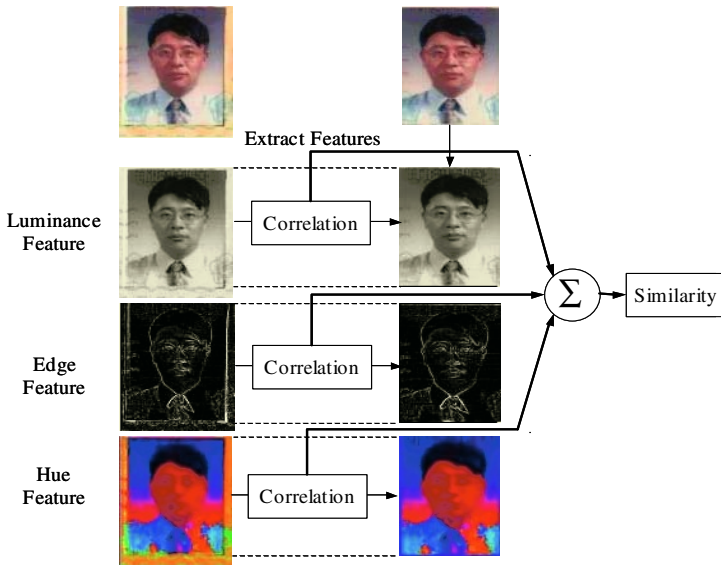 Extract Features
Luminance
Feature
Correlation
Σ
Similarity
Edge
Feature
Correlation
Hue
Feature
Correlation